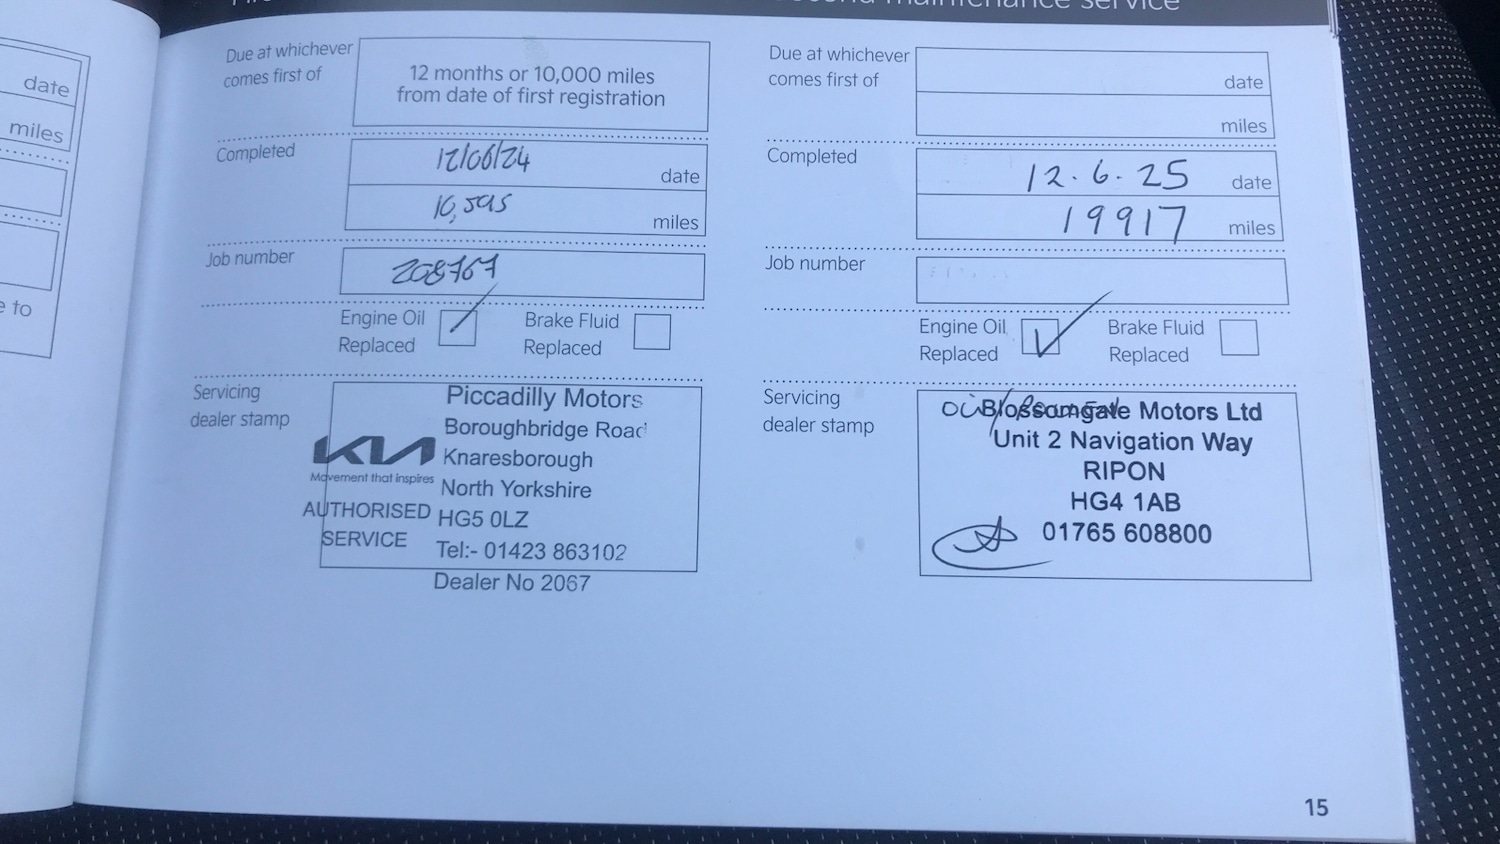 second maintenance service
date
miles
e to
Due at whichever
comes first of
12 months or 10,000 miles
from date of first registration
Completed
12/06/24
date
miles
Job number
208767
Engine Oil
Replaced
Brake Fluid
Replaced
Servicing
dealer stamp
KIA
Movement that inspires
AUTHORISED
SERVICE
Piccadilly Motors
Boroughbridge Road
Knaresborough
North Yorkshire
HG5 0LZ
Tel:- 01423 863102
Dealer No 2067
Due at whichever
comes first of
date
miles
Completed
12.6.25
date
19917
miles
Job number
Engine Oil
Replaced
Brake Fluid
Replaced
Servicing
dealer stamp
Blossomgate Motors Ltd
Unit 2 Navigation Way
RIPON
HG4 1AB
01765 608800
15